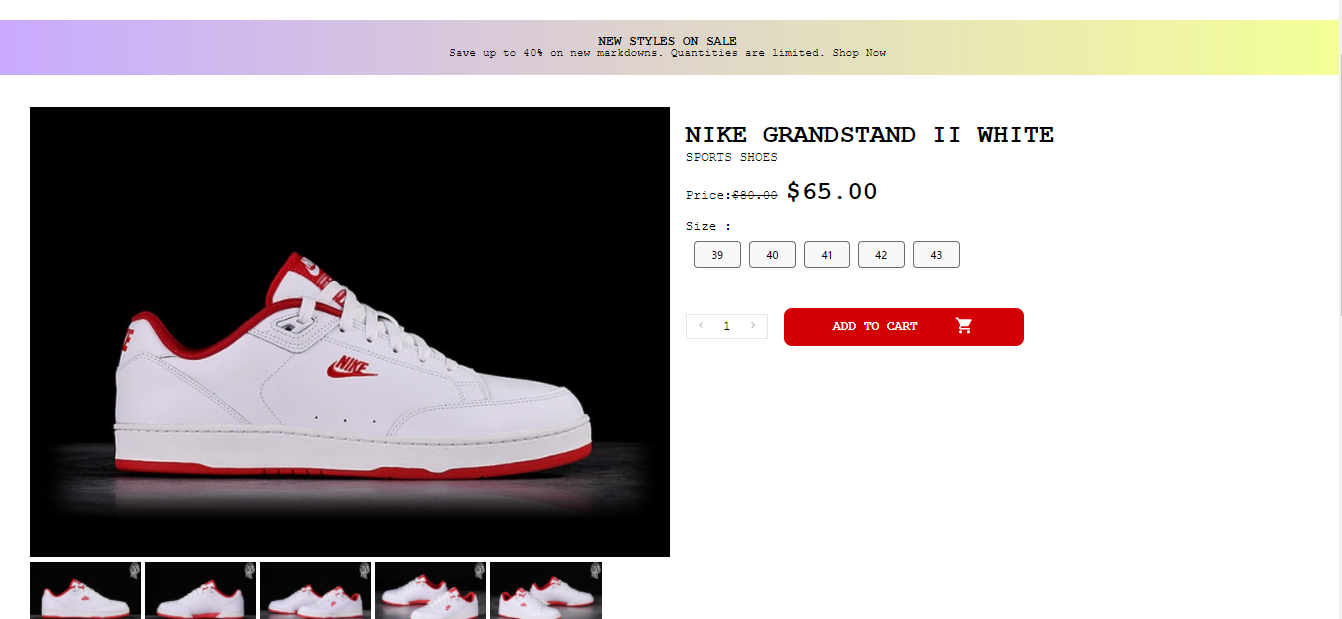 NEW STYLES ON SALE
Save up to 40% on new markdowns. Quantities are limited. Shop Now
NIKE GRANDSTAND II WHITE
SPORTS SHOES
Price:$80.00 $65.00
Size :
39 40 41 42 43
‹ 1 › ADD TO CART
NIKE